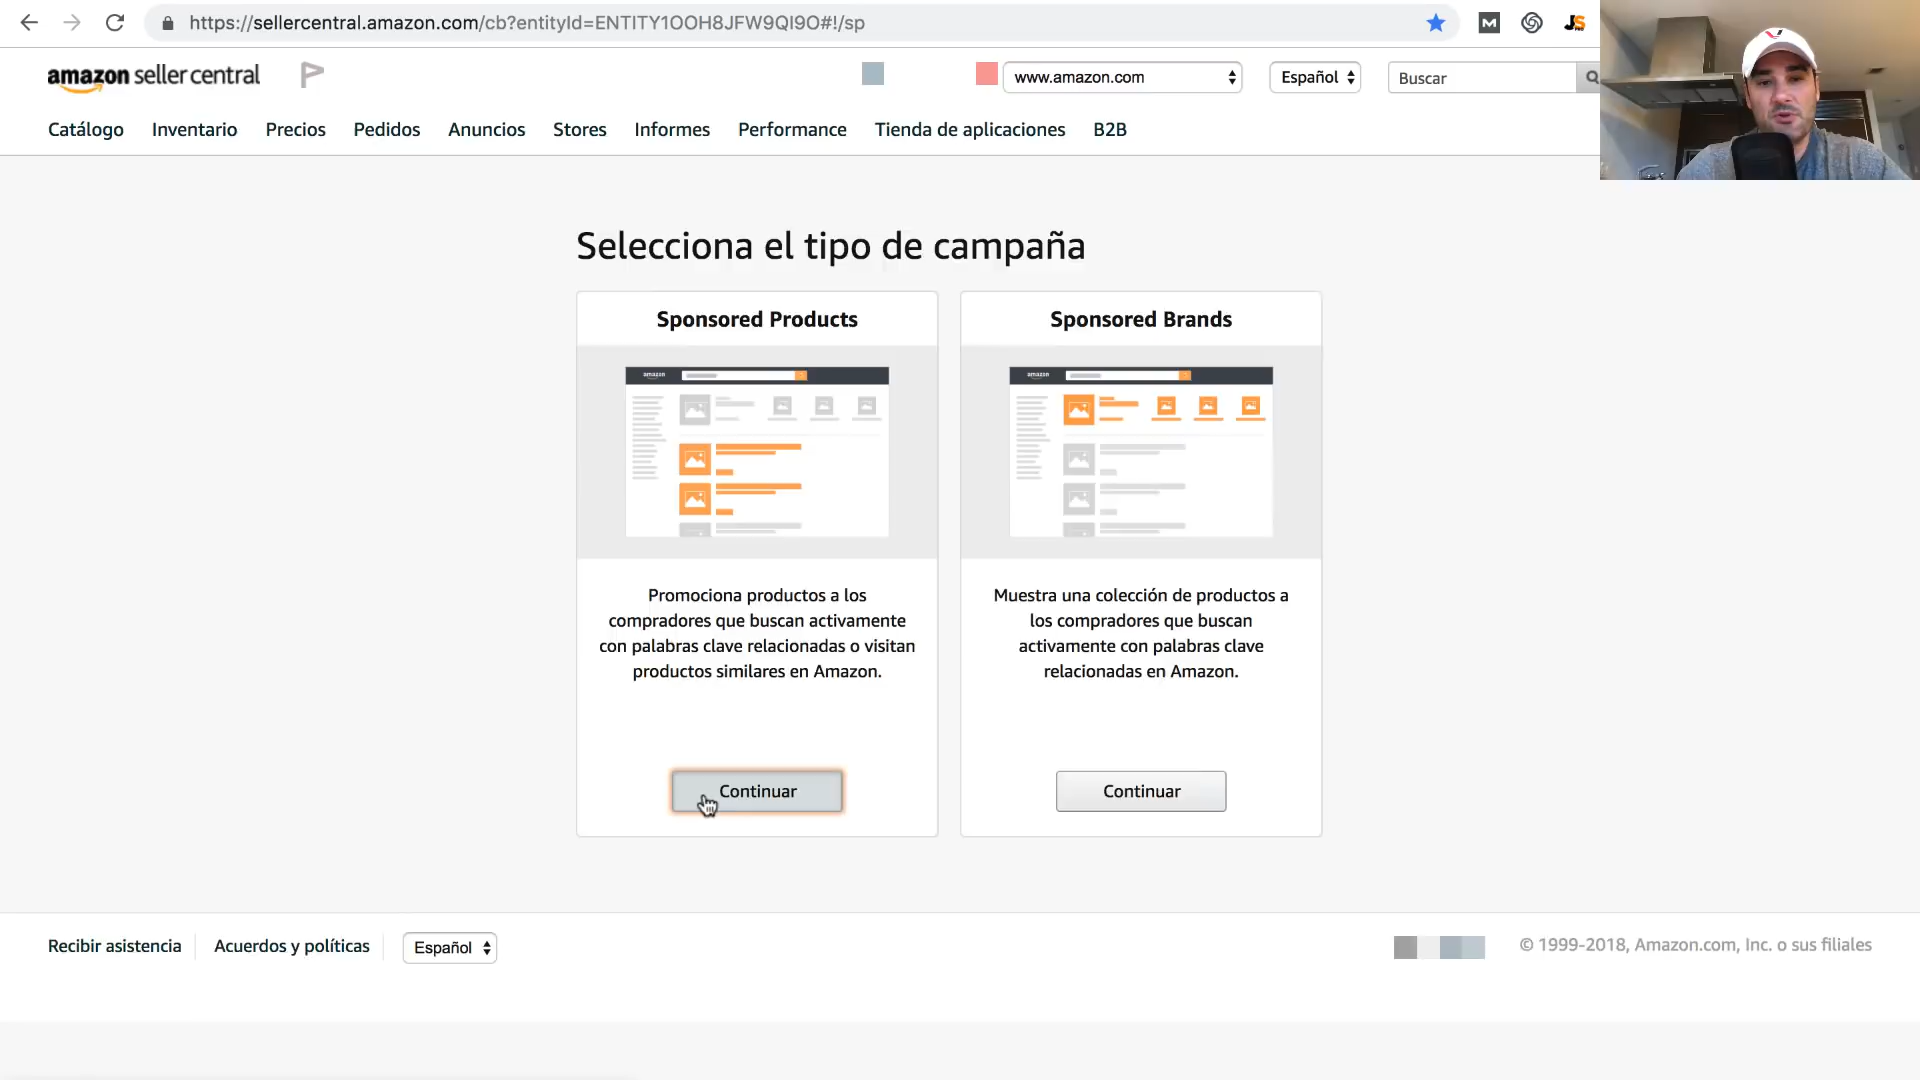 https://sellercentral.amazon.com/cb?entityId=ENTITY1OOH8JFW9QI9O#!/sp
amazon seller central
www.amazon.com
Español
Buscar
Catálogo
Inventario
Precios
Pedidos
Anuncios
Stores
Informes
Performance
Tienda de aplicaciones
B2B
Selecciona el tipo de campaña
Sponsored Products
amazon
Promociona productos a los
compradores que buscan activamente
con palabras clave relacionadas o visitan
productos similares en Amazon.
Continuar
Sponsored Brands
amazon
Muestra una colección de productos a
los compradores que buscan
activamente con palabras clave
relacionadas en Amazon.
Continuar
Recibir asistencia
Acuerdos y políticas
Español
© 1999-2018, Amazon.com, Inc. o sus filiales